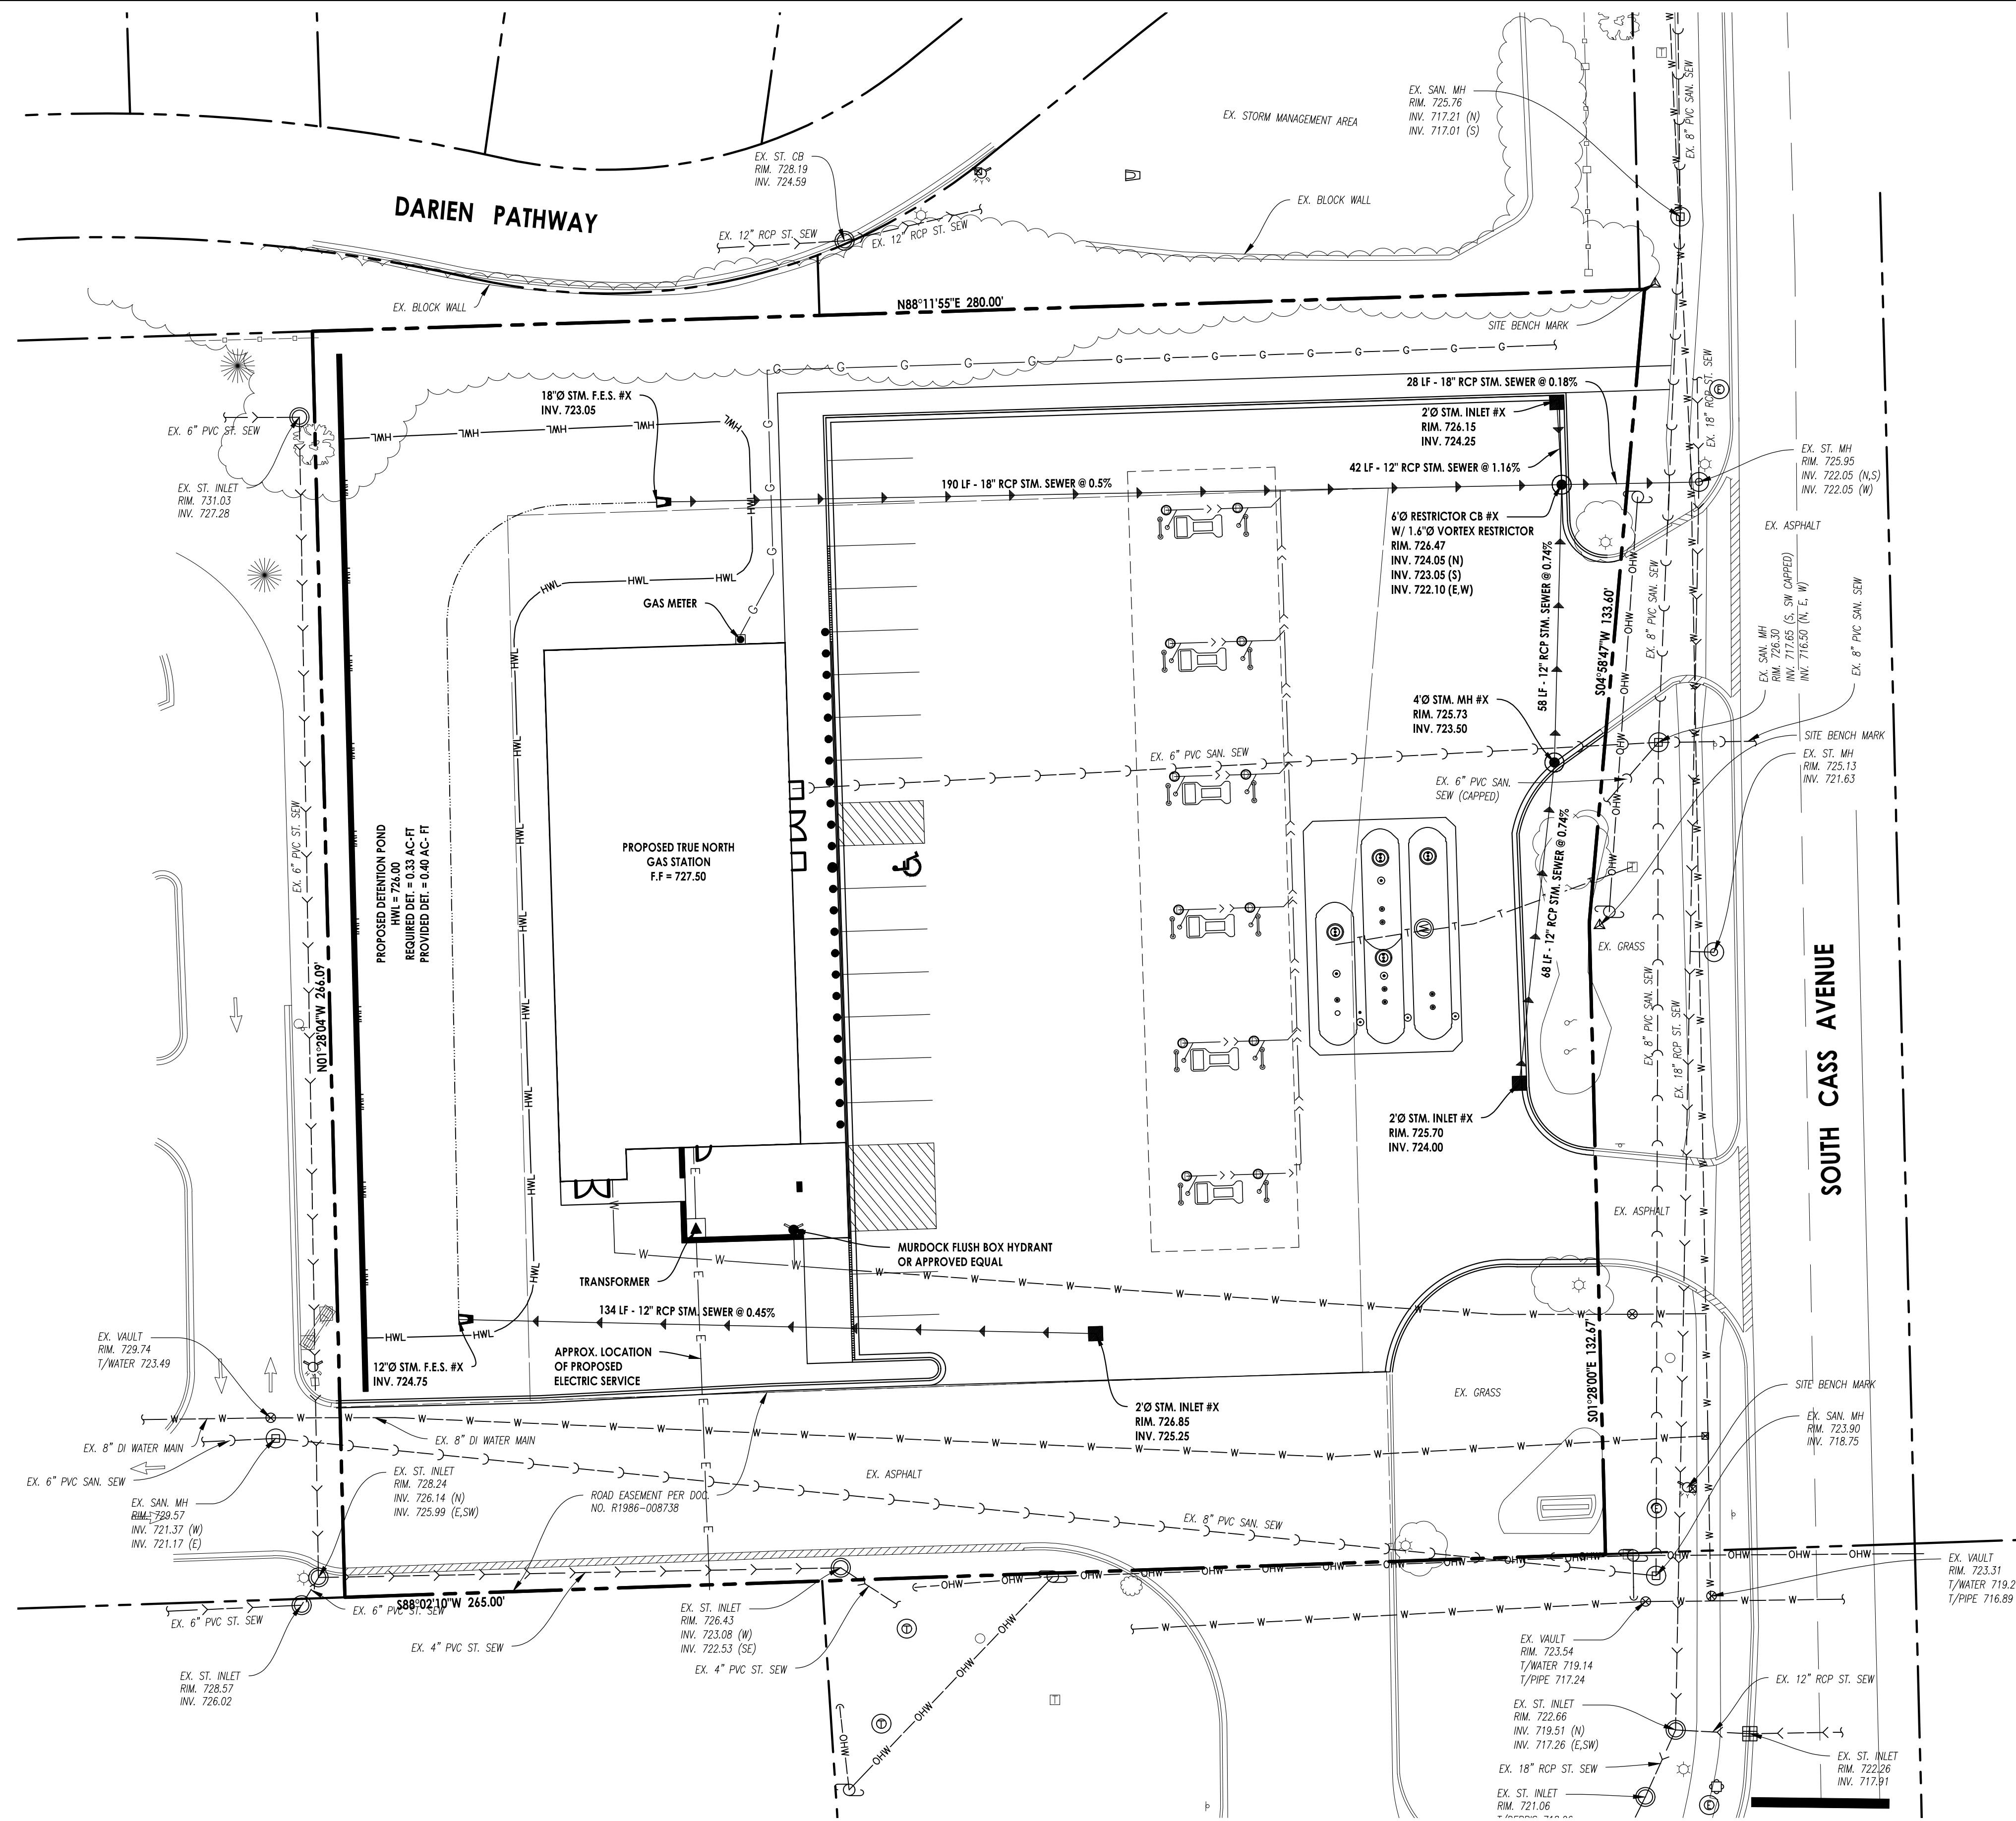 EX. SAN. MH
RIM. 725.76
INV. 717.21 (N)
INV. 717.01 (S)
EX. 8" PVC SAN. SEW
EX. STORM MANAGEMENT AREA
EX. ST. CB
RIM. 728.19
INV. 724.59
DARIEN PATHWAY
EX. 12" RCP ST. SEW
EX. 12" RCP ST. SEW
EX. BLOCK WALL
EX. BLOCK WALL
N88°11'55"E 280.00'
SITE BENCH MARK
18"Ø STM. F.E.S. #X
INV. 723.05
28 LF - 18" RCP STM. SEWER @ 0.18%
EX. 18" RCP ST. SEW
2'Ø STM. INLET #X
RIM. 726.15
INV. 724.25
EX. 6" PVC ST. SEW
EX. ST. INLET
RIM. 731.03
INV. 727.28
42 LF - 12" RCP STM. SEWER @ 1.16%
190 LF - 18" RCP STM. SEWER @ 0.5%
EX. ST. MH
RIM. 725.95
INV. 722.05 (N,S)
INV. 722.05 (W)
6'Ø RESTRICTOR CB #X
W/ 1.6"Ø VORTEX RESTRICTOR
RIM. 726.47
INV. 724.05 (N)
INV. 723.05 (S)
INV. 722.10 (E,W)
EX. ASPHALT
58 LF - 12" RCP STM. SEWER @ 0.74%
S04°58'47"W 133.60'
EX. 8" PVC SAN. SEW
EX. SAN. MH
RIM. 726.30
INV. 717.65 (S, SW CAPPED)
INV. 716.50 (N, E, W)
EX. 8" PVC SAN. SEW
GAS METER
4'Ø STM. MH #X
RIM. 725.73
INV. 723.50
SITE BENCH MARK
EX. ST. MH
RIM. 725.13
INV. 721.63
EX. 6" PVC SAN. SEW
EX. 6" PVC SAN.
SEW (CAPPED)
EX. 6" PVC ST. SEW
PROPOSED DETENTION POND
HWL = 726.00
REQUIRED DET. = 0.33 AC-FT
PROVIDED DET. = 0.40 AC- FT
PROPOSED TRUE NORTH
GAS STATION
F.F = 727.50
68 LF - 12" RCP STM. SEWER @ 0.74%
EX. GRASS
N01°28'04"W 266.09'
EX. 8" PVC SAN. SEW
EX. 18" RCP ST. SEW
SOUTH CASS AVENUE
2'Ø STM. INLET #X
RIM. 725.70
INV. 724.00
EX. ASPHALT
MURDOCK FLUSH BOX HYDRANT
OR APPROVED EQUAL
TRANSFORMER
134 LF - 12" RCP STM. SEWER @ 0.45%
EX. VAULT
RIM. 729.74
T/WATER 723.49
12"Ø STM. F.E.S. #X
INV. 724.75
APPROX. LOCATION
OF PROPOSED
ELECTRIC SERVICE
S01°28'00"E 132.67'
SITE BENCH MARK
EX. GRASS
2'Ø STM. INLET #X
RIM. 726.85
INV. 725.25
EX. SAN. MH
RIM. 723.90
INV. 718.75
EX. 8" DI WATER MAIN
EX. 8" DI WATER MAIN
EX. 6" PVC SAN. SEW
EX. ST. INLET
RIM. 728.24
INV. 726.14 (N)
INV. 725.99 (E,SW)
EX. ASPHALT
ROAD EASEMENT PER DOC.
NO. R1986-008738
EX. SAN. MH
RIM. 729.57
INV. 721.37 (W)
INV. 721.17 (E)
EX. 8" PVC SAN. SEW
EX. VAULT
RIM. 723.31
T/WATER 719.2
T/PIPE 716.89
S88°02'10"W 265.00'
EX. 6" PVC ST. SEW
EX. 6" PVC ST. SEW
EX. 4" PVC ST. SEW
EX. ST. INLET
RIM. 726.43
INV. 723.08 (W)
INV. 722.53 (SE)
EX. 4" PVC ST. SEW
EX. ST. INLET
RIM. 728.57
INV. 726.02
EX. VAULT
RIM. 723.54
T/WATER 719.14
T/PIPE 717.24
EX. 12" RCP ST. SEW
EX. ST. INLET
RIM. 722.66
INV. 719.51 (N)
INV. 717.26 (E,SW)
EX. 18" RCP ST. SEW
EX. ST. INLET
RIM. 722.26
INV. 717.91
EX. ST. INLET
RIM. 721.06